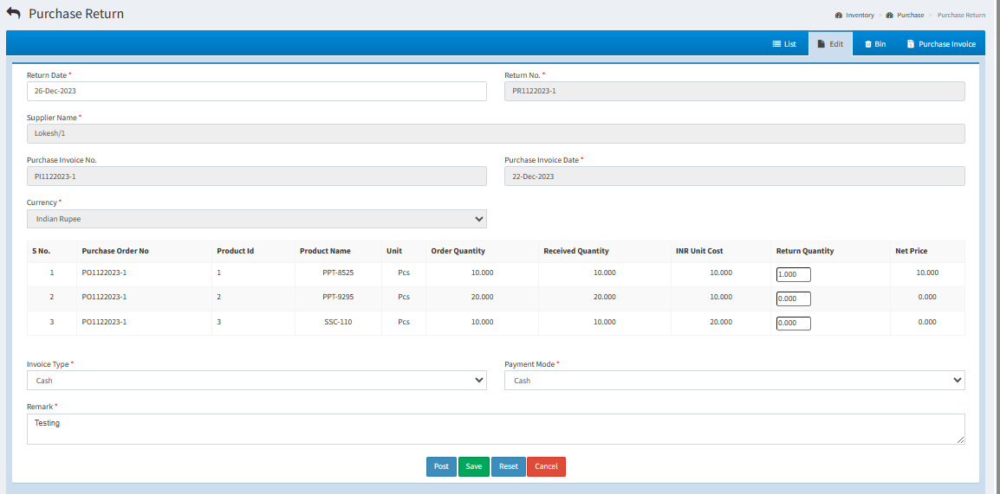 Purchase Return
Inventory Purchase Purchase Return
List Edit Bin Purchase Invoice
Return Date * Return No. *
26-Dec-2023 PR1122023-1
Supplier Name *
Lokesh/1
Purchase Invoice No. Purchase Invoice Date *
PI1122023-1 22-Dec-2023
Currency *
Indian Rupee
S No. Purchase Order No Product Id Product Name Unit Order Quantity Received Quantity INR Unit Cost Return Quantity Net Price
1 PO1122023-1 1 PPT-8525 Pcs 10.000 10.000 10.000 1.000 10.000
2 PO1122023-1 2 PPT-9295 Pcs 20.000 20.000 10.000 0.000 0.000
3 PO1122023-1 3 SSC-110 Pcs 10.000 10.000 20.000 0.000 0.000
Invoice Type * Payment Mode *
Cash Cash
Remark *
Testing
Post Save Reset Cancel